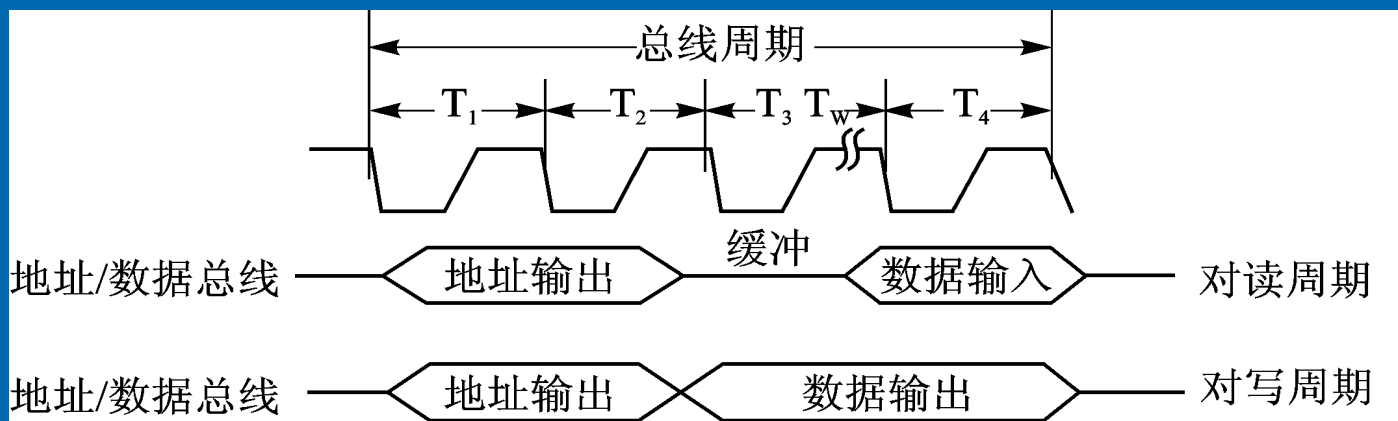 总线周期
T1 T2 T3 TW T4
缓冲
地址/数据总线 地址输出 数据输入 对读周期
地址/数据总线 地址输出 数据输出 对写周期